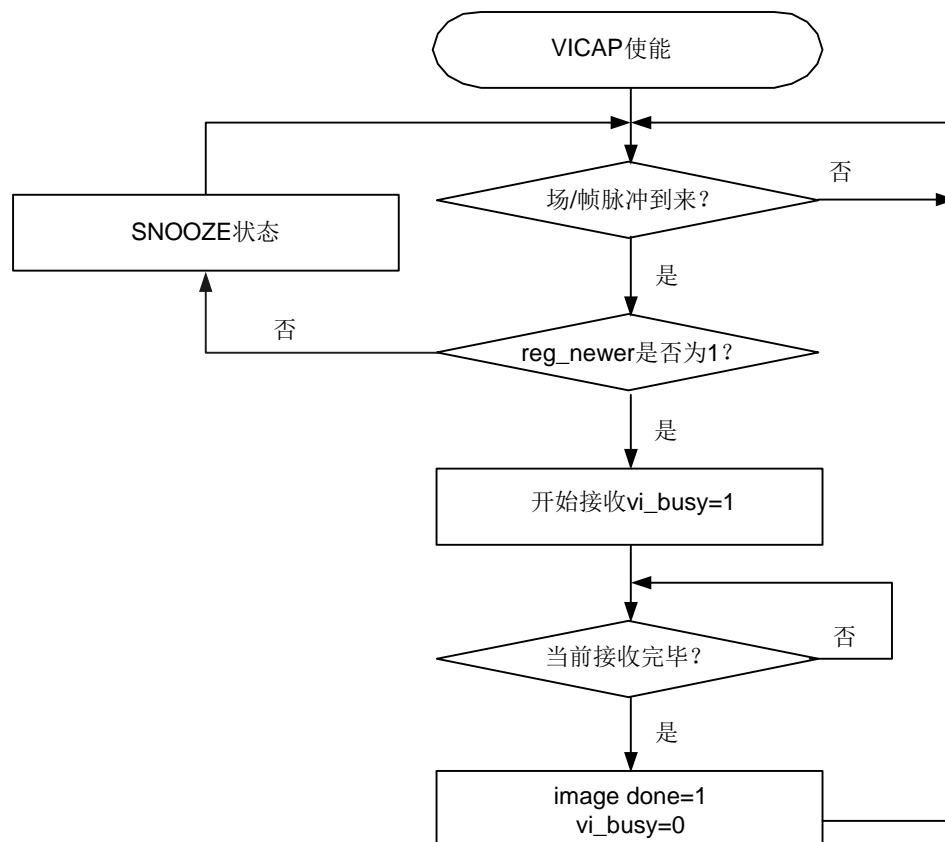 VICAP使能
场/帧脉冲到来?
否
SNOOZE状态
是
否
reg_newer是否为1?
是
开始接收vi_busy=1
当前接收完毕?
否
是
image done=1
vi_busy=0